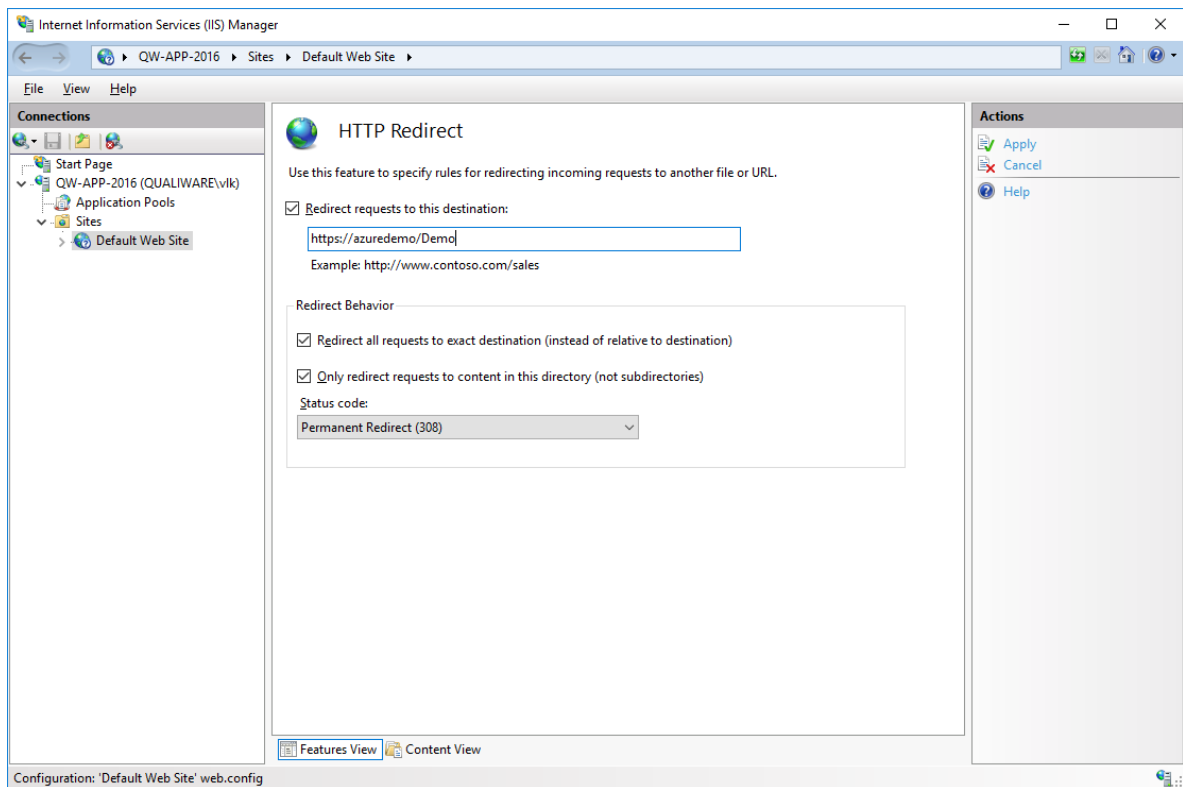 Internet Information Services (IIS) Manager
QW-APP-2016 Sites Default Web Site
File View Help
Connections
Start Page
QW-APP-2016 (QUALIWARE\vlk)
Application Pools
Sites
Default Web Site
HTTP Redirect
Use this feature to specify rules for redirecting incoming requests to another file or URL.
Redirect requests to this destination:
https://azuredemo/Demo
Example: http://www.contoso.com/sales
Redirect Behavior
Redirect all requests to exact destination (instead of relative to destination)
Only redirect requests to content in this directory (not subdirectories)
Status code:
Permanent Redirect (308)
Actions
Apply
Cancel
Help
Features View Content View
Configuration: 'Default Web Site' web.config